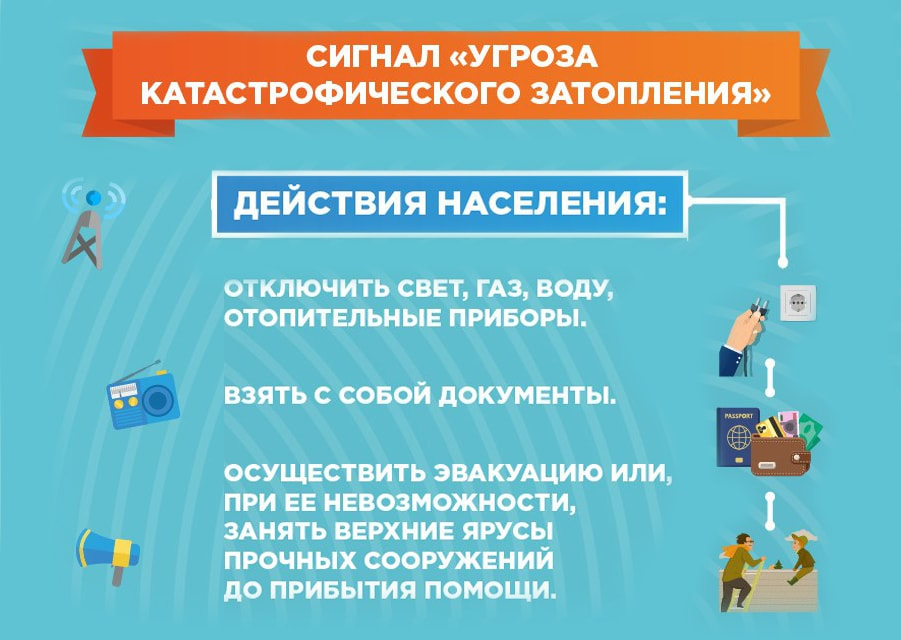 СИГНАЛ «УГРОЗА
КАТАСТРОФИЧЕСКОГО ЗАТОПЛЕНИЯ»
ДЕЙСТВИЯ НАСЕЛЕНИЯ:
ОТКЛЮЧИТЬ СВЕТ, ГАЗ, ВОДУ,
ОТОПИТЕЛЬНЫЕ ПРИБОРЫ.
ВЗЯТЬ С СОБОЙ ДОКУМЕНТЫ.
PASSPORT
ОСУЩЕСТВИТЬ ЭВАКУАЦИЮ ИЛИ,
ПРИ ЕЕ НЕВОЗМОЖНОСТИ,
ЗАНЯТЬ ВЕРХНИЕ ЯРУСЫ
ПРОЧНЫХ СООРУЖЕНИЙ
ДО ПРИБЫТИЯ ПОМОЩИ.